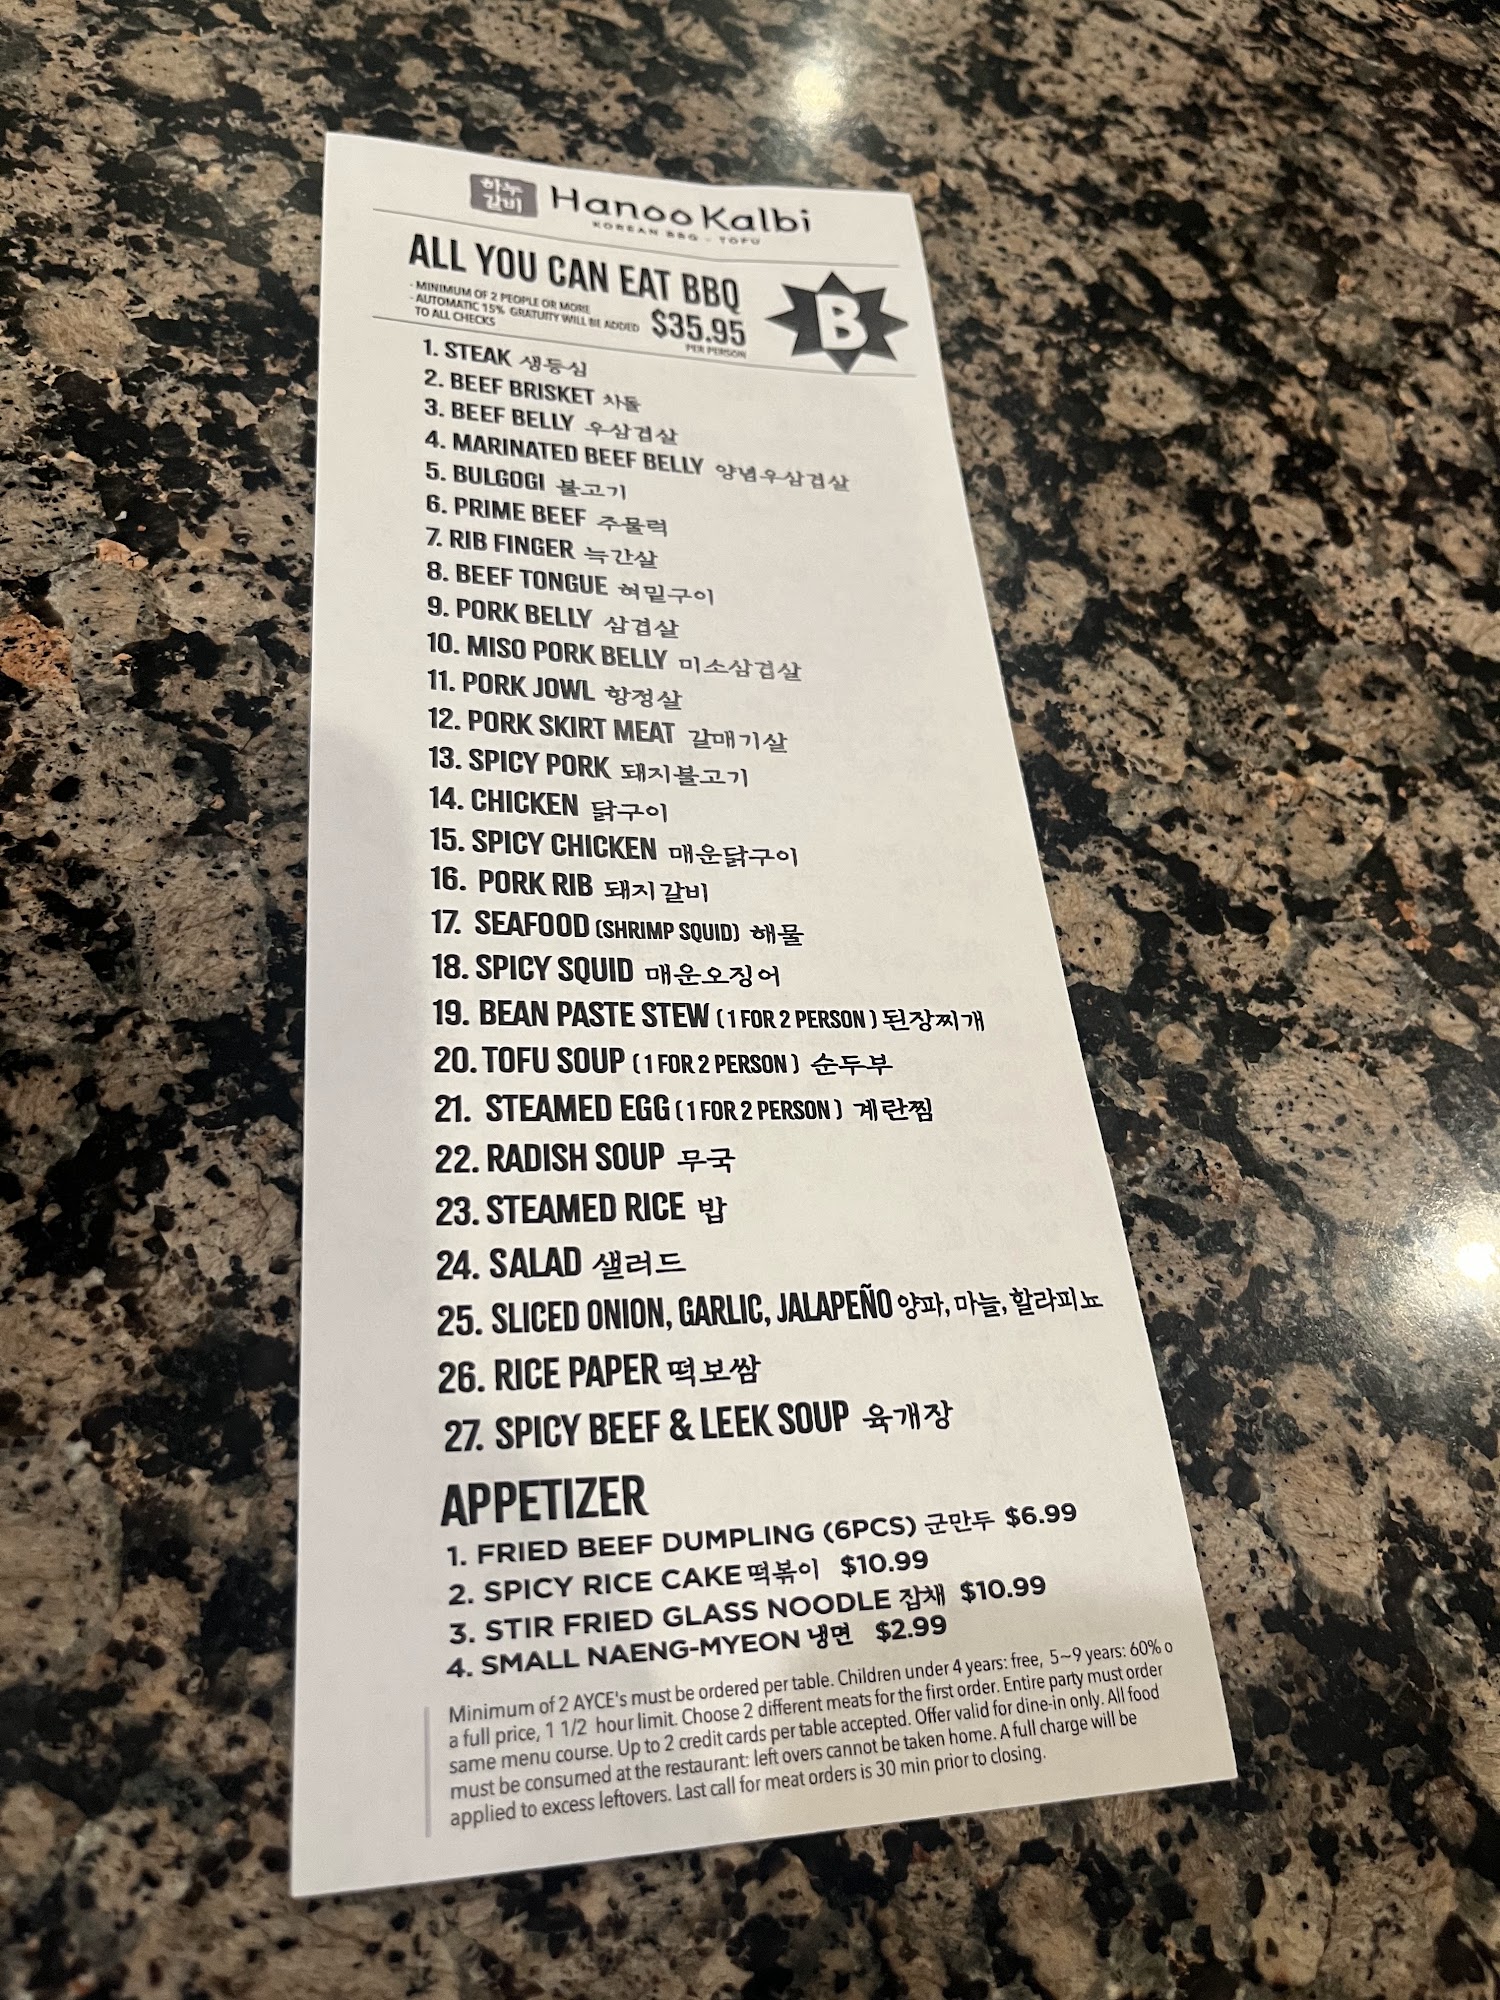 하누
갈비
Hanoo Kalbi
KOREAN BBQ - TOFU
ALL YOU CAN EAT BBQ
- MINIMUM OF 2 PEOPLE OR MORE
- AUTOMATIC 15% GRATUITY WILL BE ADDED
TO ALL CHECKS
$35.95
PER PERSON
B
1. STEAK 생등심
2. BEEF BRISKET 차돌
3. BEEF BELLY 우삼겹살
4. MARINATED BEEF BELLY 양념우삼겹살
5. BULGOGI 불고기
6. PRIME BEEF 주물럭
7. RIB FINGER 늑간살
8. BEEF TONGUE 혀밑구이
9. PORK BELLY 삼겹살
10. MISO PORK BELLY 미소삼겹살
11. PORK JOWL 항정살
12. PORK SKIRT MEAT 갈매기살
13. SPICY PORK 돼지불고기
14. CHICKEN 닭구이
15. SPICY CHICKEN 매운닭구이
16. PORK RIB 돼지갈비
17. SEAFOOD (SHRIMP SQUID) 해물
18. SPICY SQUID 매운오징어
19. BEAN PASTE STEW (1 FOR 2 PERSON) 된장찌개
20. TOFU SOUP (1 FOR 2 PERSON) 순두부
21. STEAMED EGG (1 FOR 2 PERSON) 계란찜
22. RADISH SOUP 무국
23. STEAMED RICE 밥
24. SALAD 샐러드
25. SLICED ONION, GARLIC, JALAPEÑO 양파, 마늘, 할라피뇨
26. RICE PAPER 떡보쌈
27. SPICY BEEF & LEEK SOUP 육개장
APPETIZER
1. FRIED BEEF DUMPLING (6PCS) 군만두 $6.99
2. SPICY RICE CAKE 떡볶이 $10.99
3. STIR FRIED GLASS NOODLE 잡채 $10.99
4. SMALL NAENG-MYEON 냉면 $2.99
Minimum of 2 AYCE's must be ordered per table. Children under 4 years: free, 5~9 years: 60% o
a full price, 1 1/2 hour limit. Choose 2 different meats for the first order. Entire party must order
same menu course. Up to 2 credit cards per table accepted. Offer valid for dine-in only. All food
must be consumed at the restaurant: left overs cannot be taken home. A full charge will be
applied to excess leftovers. Last call for meat orders is 30 min prior to closing.